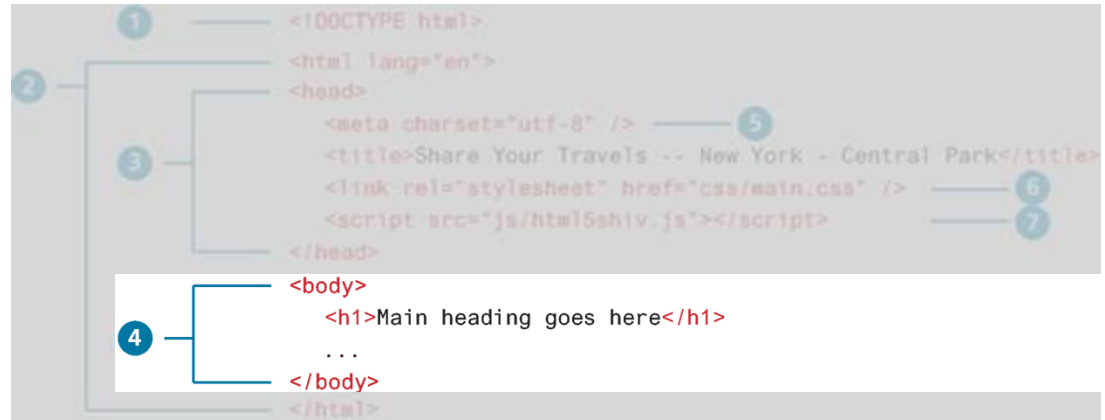 1 <!DOCTYPE html>
2 <html lang="en">
<head>
<meta charset="utf-8" /> 5
3 <title>Share Your Travels -- New York - Central Park</title>
<link rel="stylesheet" href="css/main.css" /> 6
<script src="js/html5shiv.js"></script> 7
</head>
<body>
<h1>Main heading goes here</h1>
4
...
</body>
</html>